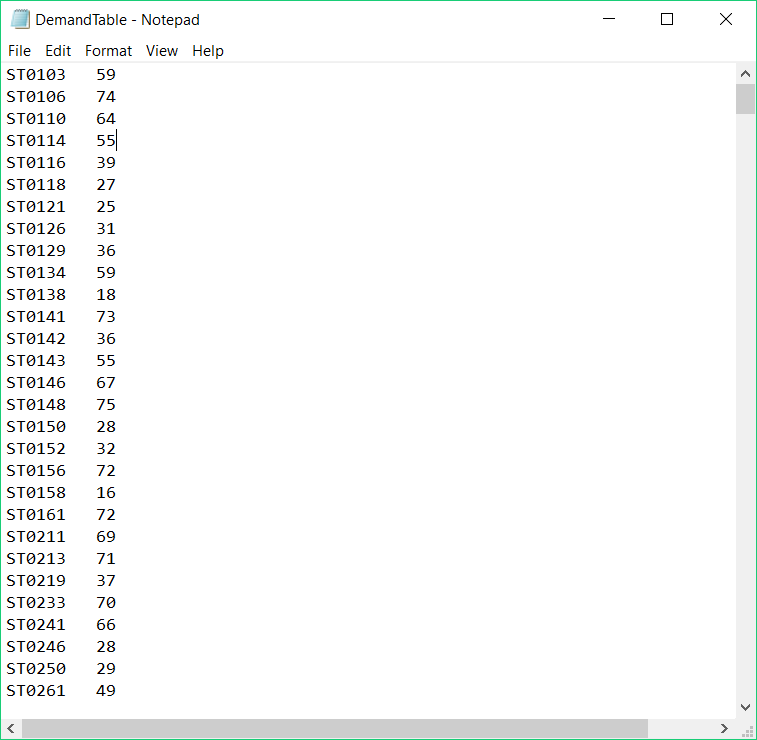 DemandTable - Notepad
File Edit Format View Help
ST0103   59
ST0106   74
ST0110   64
ST0114   55
ST0116   39
ST0118   27
ST0121   25
ST0126   31
ST0129   36
ST0134   59
ST0138   18
ST0141   73
ST0142   36
ST0143   55
ST0146   67
ST0148   75
ST0150   28
ST0152   32
ST0156   72
ST0158   16
ST0161   72
ST0211   69
ST0213   71
ST0219   37
ST0233   70
ST0241   66
ST0246   28
ST0250   29
ST0261   49